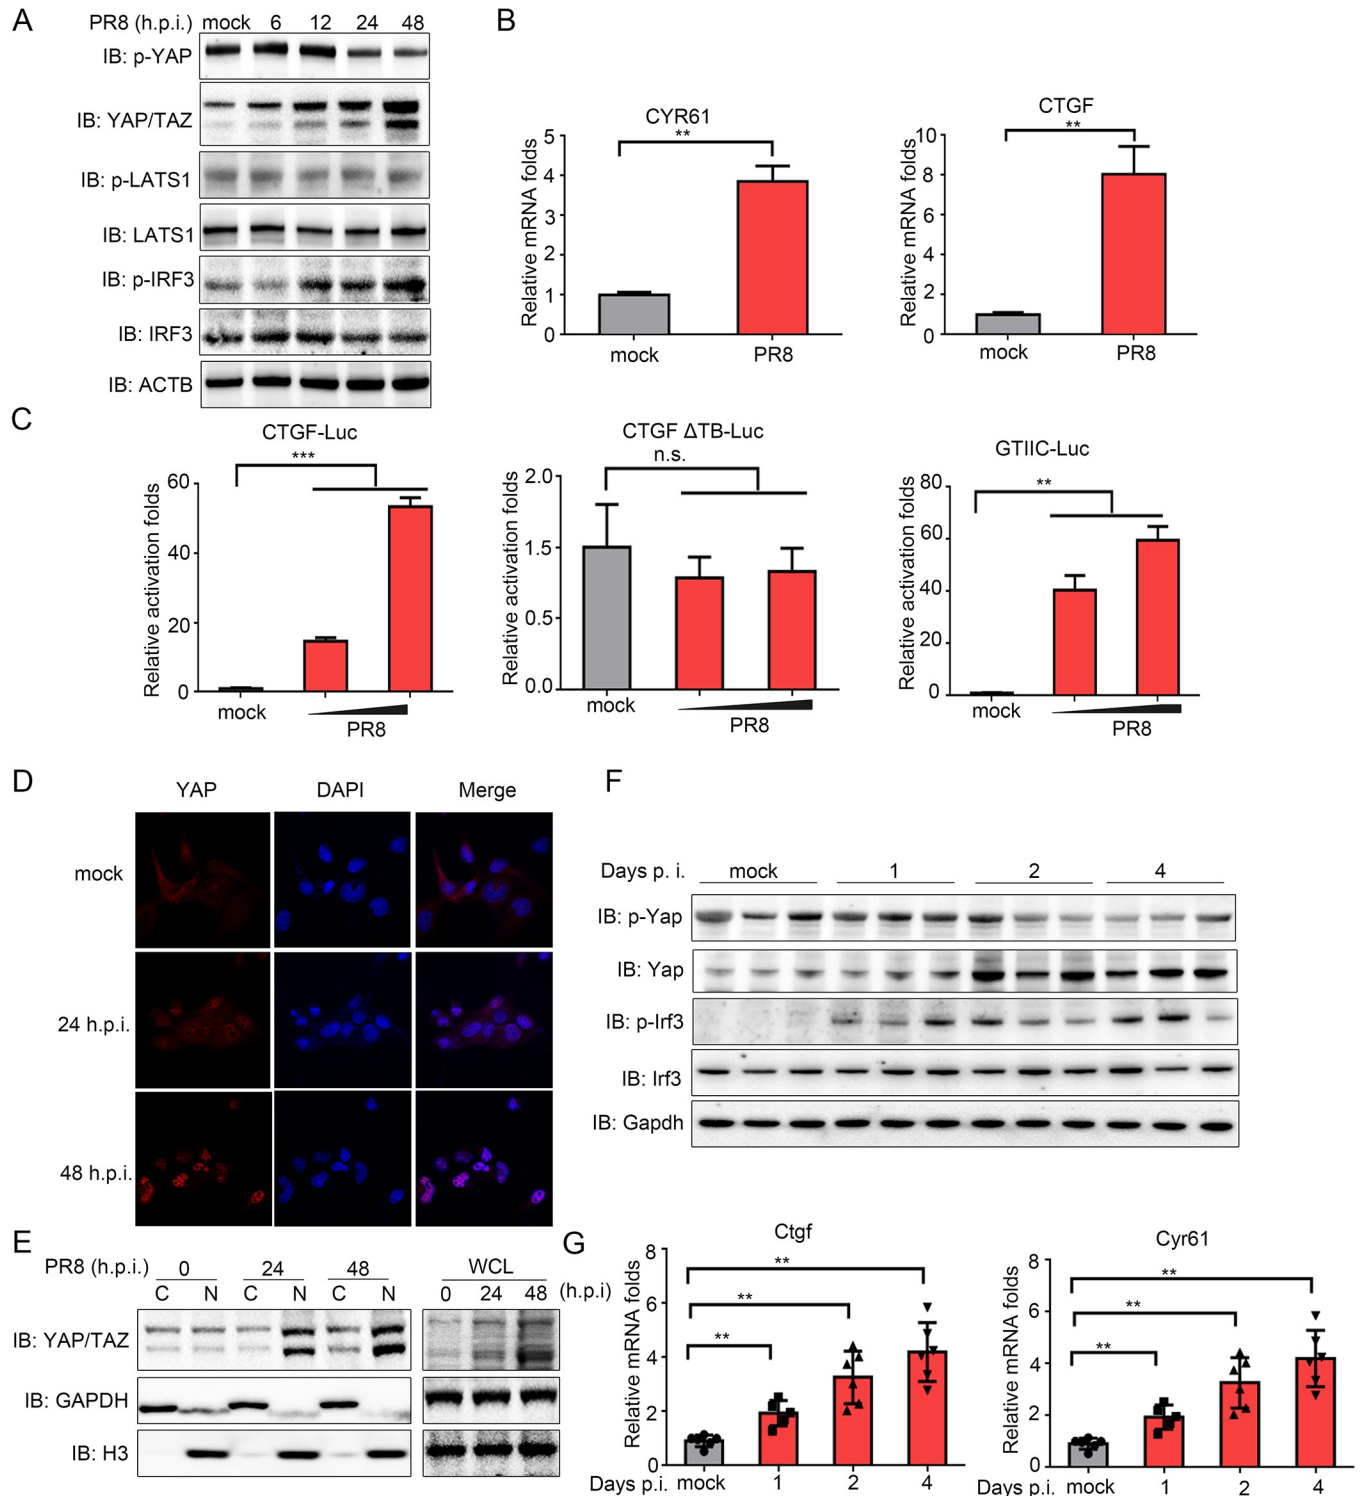 A
PR8 (h.p.i.) mock 6 12 24 48
IB: p-YAP
IB: YAP/TAZ
IB: p-LATS1
IB: LATS1
IB: p-IRF3
IB: IRF3
IB: ACTB
B
CYR61
**
Relative mRNA folds
5
4
3
2
1
0
mock PR8
CTGF
**
Relative mRNA folds
10
8
6
4
2
0
mock PR8
C
CTGF-Luc
***
Relative activation folds
60
40
20
0
mock
PR8
CTGF ΔTB-Luc
n.s.
Relative activation folds
2.0
1.5
0.5
0.0
mock
PR8
GTIIC-Luc
**
Relative activation folds
80
60
40
20
0
mock
PR8
D
YAP DAPI Merge
mock
24 h.p.i.
48 h.p.i.
E
PR8 (h.p.i.) 0 24 48 WCL
C N C N C N 0 24 48 (h.p.i)
IB: YAP/TAZ
IB: GAPDH
IB: H3
F
Days p. i. mock 1 2 4
IB: p-Yap
IB: Yap
IB: p-Irf3
IB: Irf3
IB: Gapdh
G
Ctgf
**
**
**
Relative mRNA folds
8
6
4
2
0
Days p.i. mock 1 2 4
Cyr61
**
**
**
Relative mRNA folds
8
6
4
2
0
Days p.i. mock 1 2 4